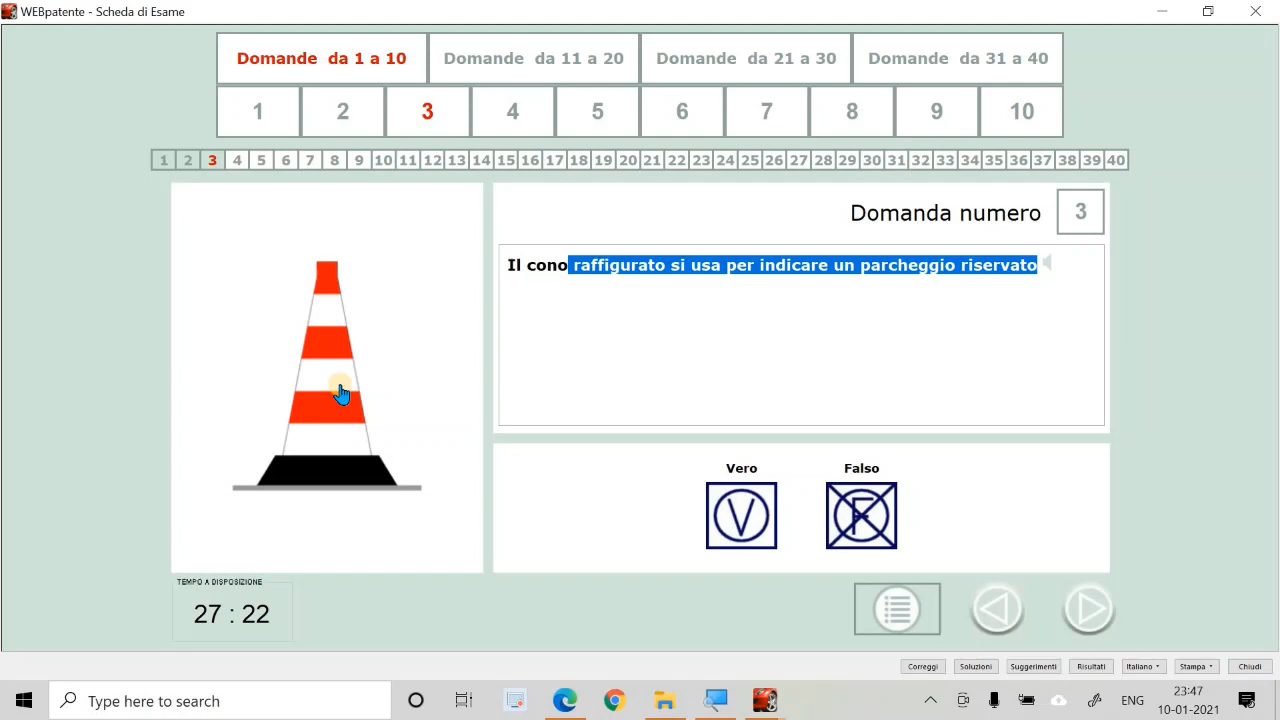 WEBpatente - Scheda di Esame
Domande da 1 a 10
Domande da 11 a 20
Domande da 21 a 30
Domande da 31 a 40
1 2 3 4 5 6 7 8 9 10
1 2 3 4 5 6 7 8 9 10 11 12 13 14 15 16 17 18 19 20 21 22 23 24 25 26 27 28 29 30 31 32 33 34 35 36 37 38 39 40
Domanda numero 3
Il cono raffigurato si usa per indicare un parcheggio riservato
Vero Falso
V F
TEMPO A DISPOSIZIONE
27 : 22
Correggi Soluzioni Suggerimenti Risultati Italiano Stampa Chiudi
Type here to search
ENG
23:47
10-01-2021